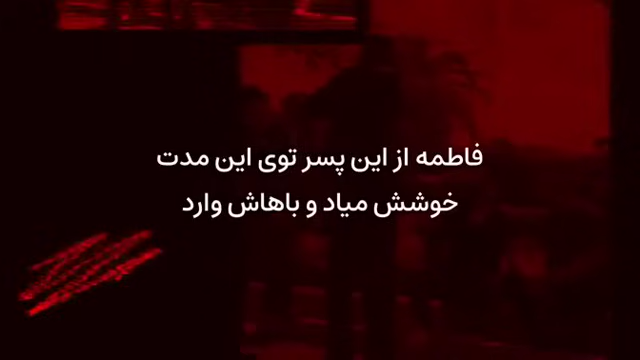 فاطمه از این پسر توی این مدت
خوشش میاد و باهاش وارد